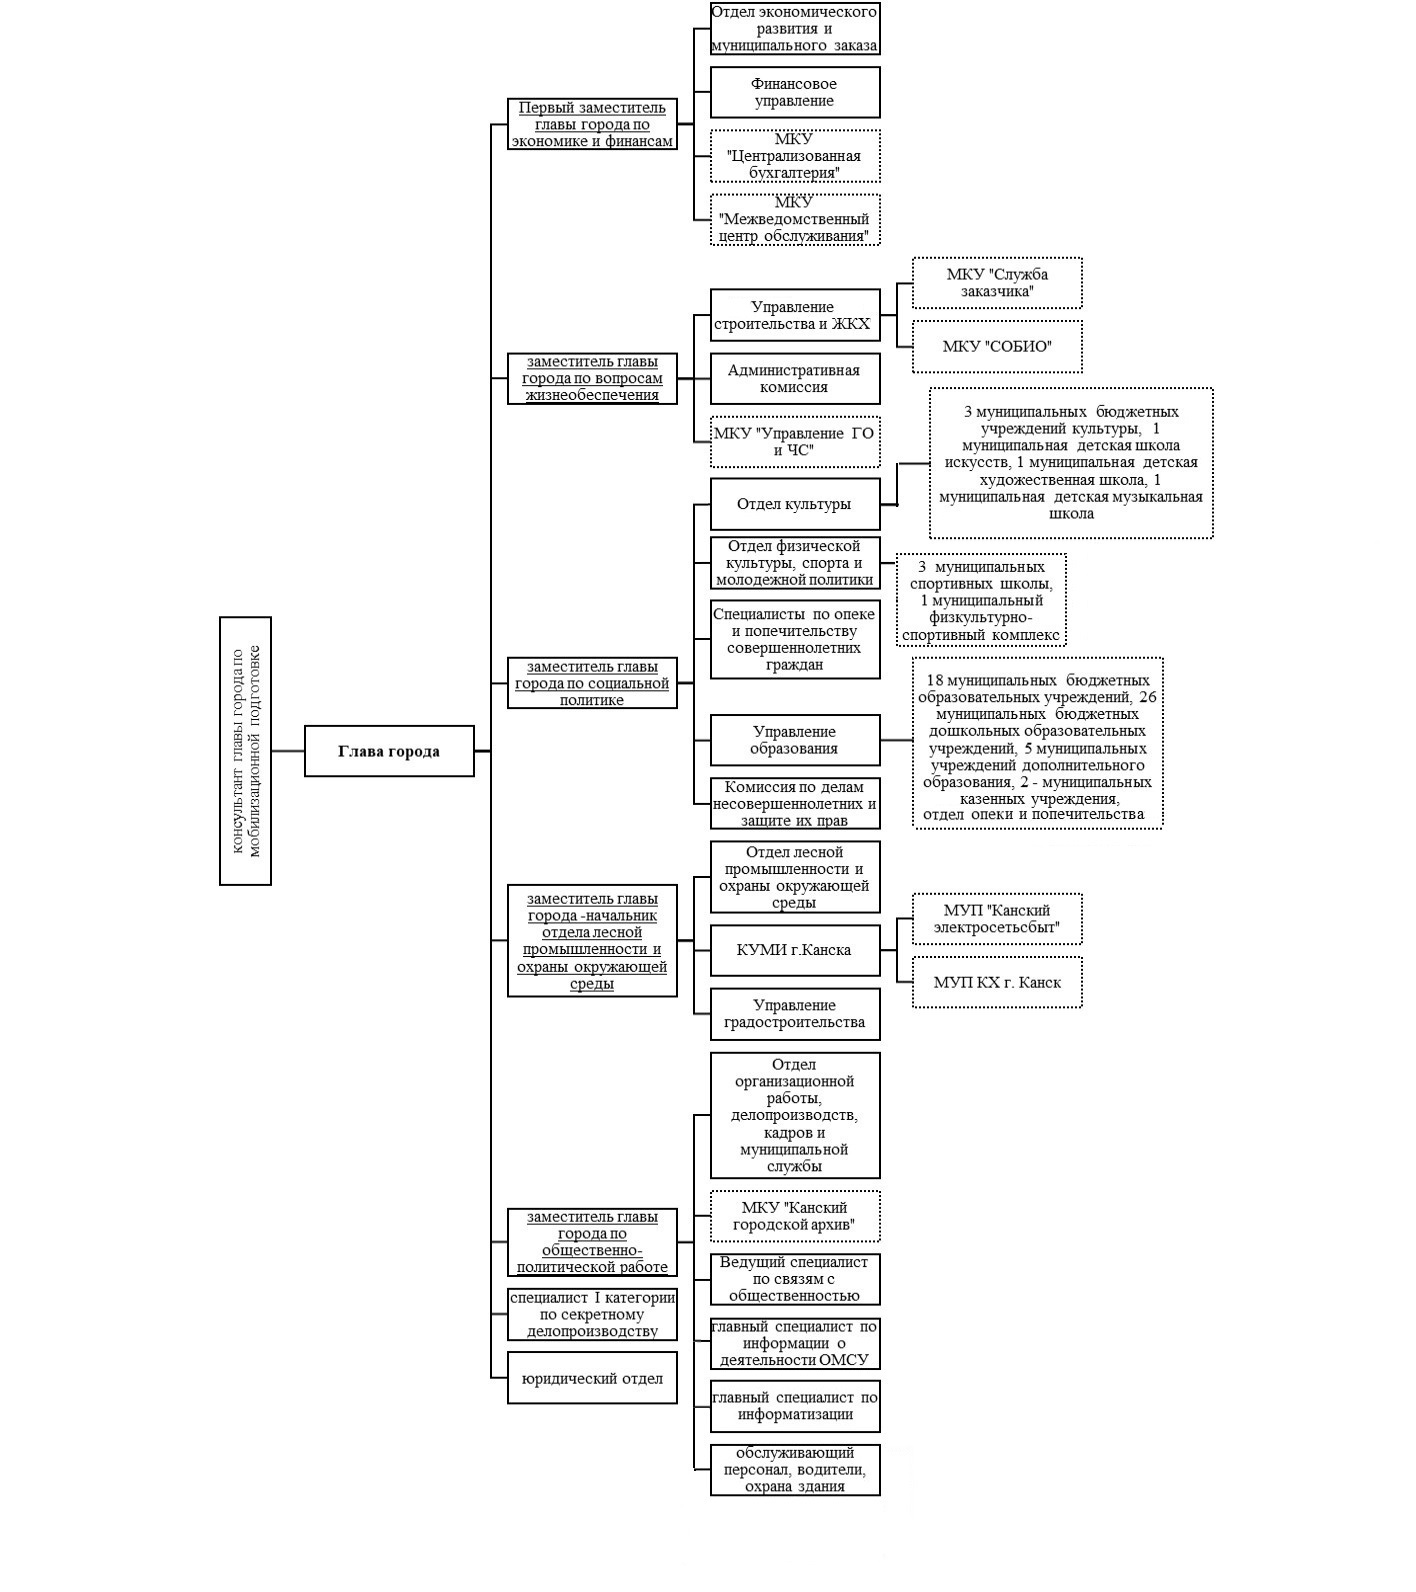 консультант главы города по
мобилизационной подготовке
Глава города
Первый заместитель
главы города по
экономике и финансам
Отдел экономического
развития и
муниципального заказа
Финансовое
управление
МКУ
"Централизованная
бухгалтерия"
МКУ
"Межведомственный
центр обслуживания"
заместитель главы
города по вопросам
жизнеобеспечения
Управление
строительства и ЖКХ
МКУ "Служба
заказчика"
МКУ "СОБИО"
Административная
комиссия
МКУ "Управление ГО
и ЧС"
заместитель главы
города по социальной
политике
Отдел культуры
3 муниципальных бюджетных
учреждений культуры, 1
муниципальная детская школа
искусств, 1 муниципальная детская
художественная школа, 1
муниципальная детская музыкальная
школа
Отдел физической
культуры, спорта и
молодежной политики
3 муниципальных
спортивных школы,
1 муниципальный
физкультурно-
спортивный комплекс
Специалисты по опеке
и попечительству
совершеннолетних
граждан
Управление
образования
18 муниципальных бюджетных
образовательных учреждений, 26
муниципальных бюджетных
дошкольных образовательных
учреждений, 5 муниципальных
учреждений дополнительного
образования, 2 - муниципальных
казенных учреждения,
отдел опеки и попечительства
Комиссия по делам
несовершеннолетних и
защите их прав
заместитель главы
города -начальник
отдела лесной
промышленности и
охраны окружающей
среды
Отдел лесной
промышленности и
охраны окружающей
среды
КУМИ г.Канска
МУП "Канский
электросетьсбыт"
МУП КХ г. Канск
Управление
градостроительства
заместитель главы
города по
общественно-
политической работе
Отдел
организационной
работы,
делопроизводств,
кадров и
муниципальной
службы
МКУ "Канский
городской архив"
Ведущий специалист
по связям с
общественностью
главный специалист по
информации о
деятельности ОМСУ
главный специалист по
информатизации
обслуживающий
персонал, водители,
охрана здания
специалист I категории
по секретному
делопроизводству
юридический отдел